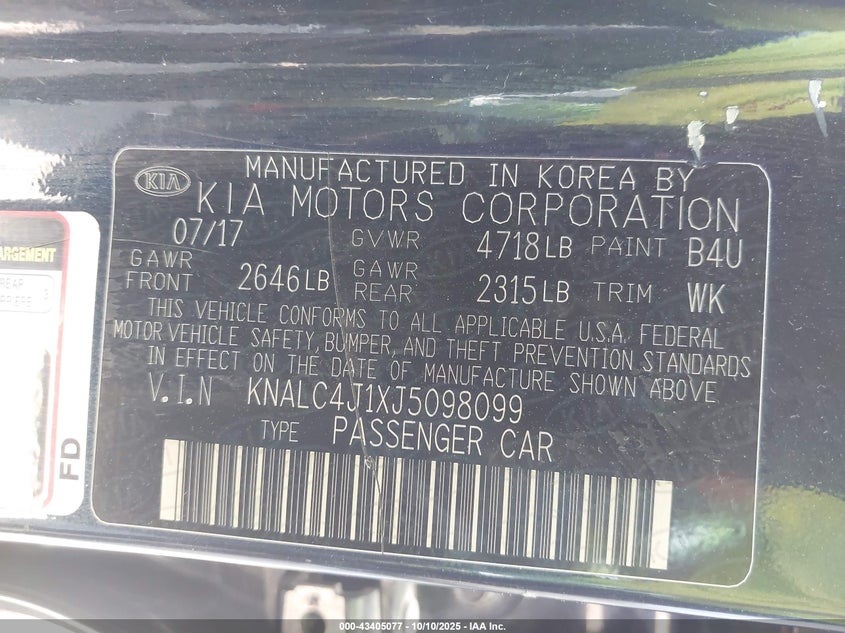 MANUFACTURED IN KOREA BY
KIA
KIA MOTORS CORPORATION
07/17 GVWR 4718LB PAINT B4U
GAWR FRONT 2646LB GAWR REAR 2315LB TRIM WK
THIS VEHICLE CONFORMS TO ALL APPLICABLE U.S.A. FEDERAL
MOTOR VEHICLE SAFETY, BUMPER, AND THEFT PREVENTION STANDARDS
IN EFFECT ON THE DATE OF MANUFACTURE SHOWN ABOVE
V.I.N KNALC4J1XJ5098099
TYPE PASSENGER CAR
ARGEMENT
REAR
FD
000-43405077 - 10/10/2025 - IAA Inc.